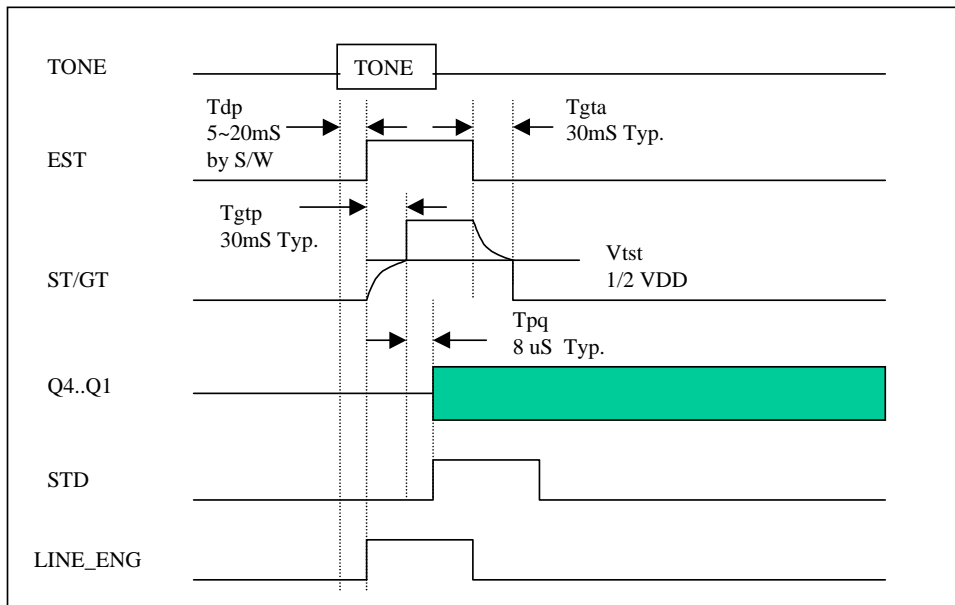 TONE
TONE
Tdp
5~20mS
by S/W
Tgta
30mS Typ.
EST
Tgtp
30mS Typ.
Vtst
1/2 VDD
ST/GT
Tpq
8 uS Typ.
Q4..Q1
STD
LINE_ENG